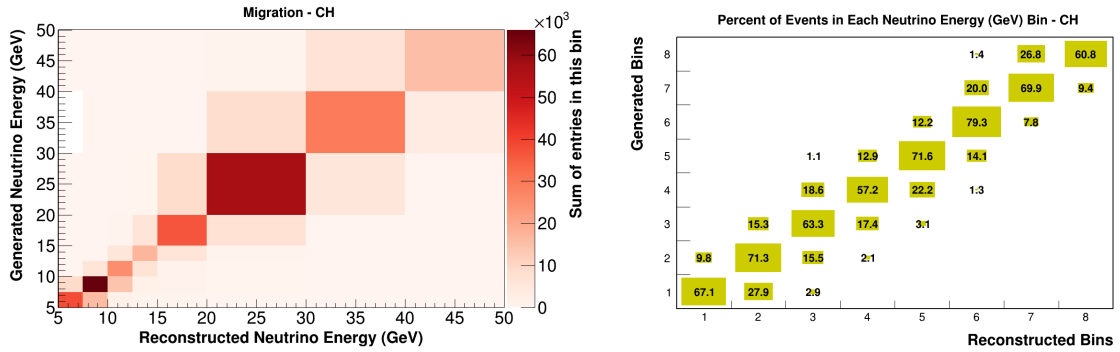 Migration - CH
×10³
Generated Neutrino Energy (GeV)
50
45
40
35
30
25
20
15
10
5
5 10 15 20 25 30 35 40 45 50
Reconstructed Neutrino Energy (GeV)
60
50
40
30
20
10
0
Sum of entries in this bin
Percent of Events in Each Neutrino Energy (GeV) Bin - CH
Generated Bins
8 1.4 26.8 60.8
7 20.0 69.9 9.4
6 12.2 79.3 7.8
5 1.1 12.9 71.6 14.1
4 18.6 57.2 22.2 1.3
3 15.3 63.3 17.4 3.1
2 9.8 71.3 15.5 2.1
1 67.1 27.9 2.9
1 2 3 4 5 6 7 8
Reconstructed Bins